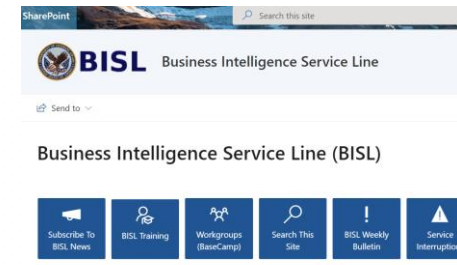 SharePoint
Search this site
BISL Business Intelligence Service Line
Send to
Business Intelligence Service Line (BISL)
Subscribe To
BISL News
BISL Training
Workgroups
(BaseCamp)
Search This
Site
BISL Weekly
Bulletin
Service
Interruption